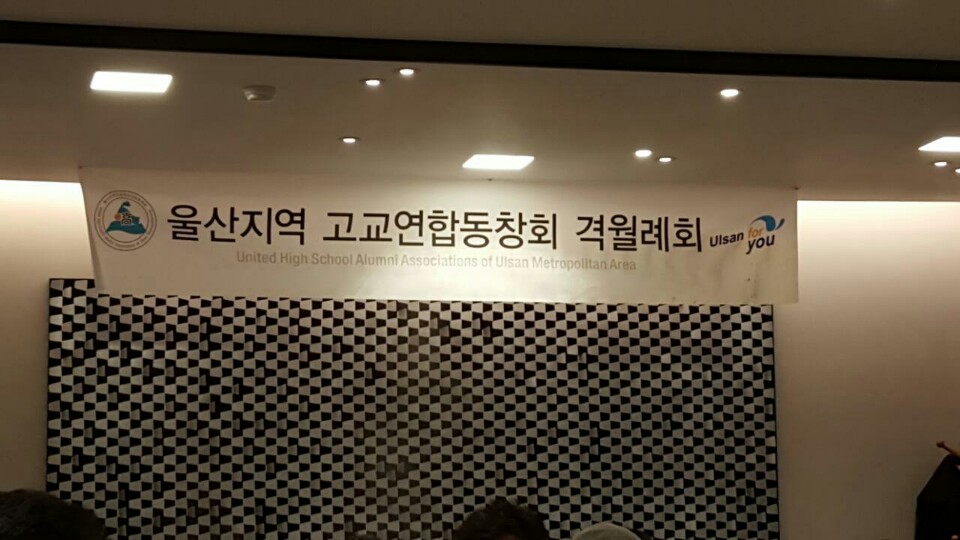 울산지역 고교연합동창회 격월례회
Ulsan for you
United High School Alumni Associations of Ulsan Metropolitan Area